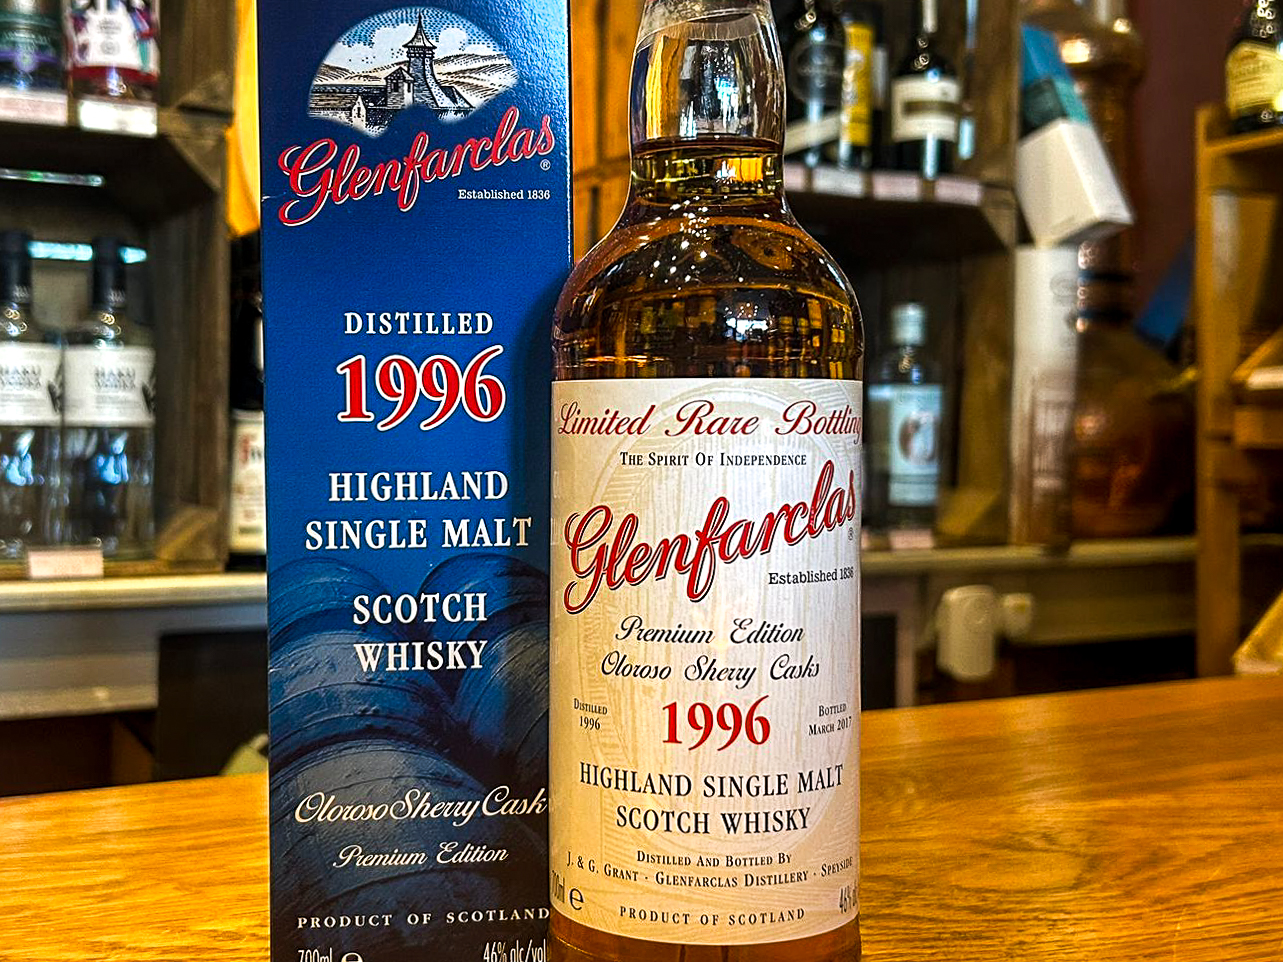 Glenfarclas
®
Established 1836
DISTILLED
1996
HIGHLAND
SINGLE MALT
SCOTCH
WHISKY
Oloroso Sherry Cask
Premium Edition
PRODUCT OF SCOTLAND
700ml e
46% alc/vol
Limited Rare Bottling
THE SPIRIT OF INDEPENDENCE
Glenfarclas
®
Established 1836
Premium Edition
Oloroso Sherry Casks
DISTILLED
1996
1996
BOTTLED
MARCH 2017
HIGHLAND SINGLE MALT
SCOTCH WHISKY
DISTILLED AND BOTTLED BY
J. & G. GRANT · GLENFARCLAS DISTILLERY · SPEYSIDE
e
46%
PRODUCT OF SCOTLAND
HAKU